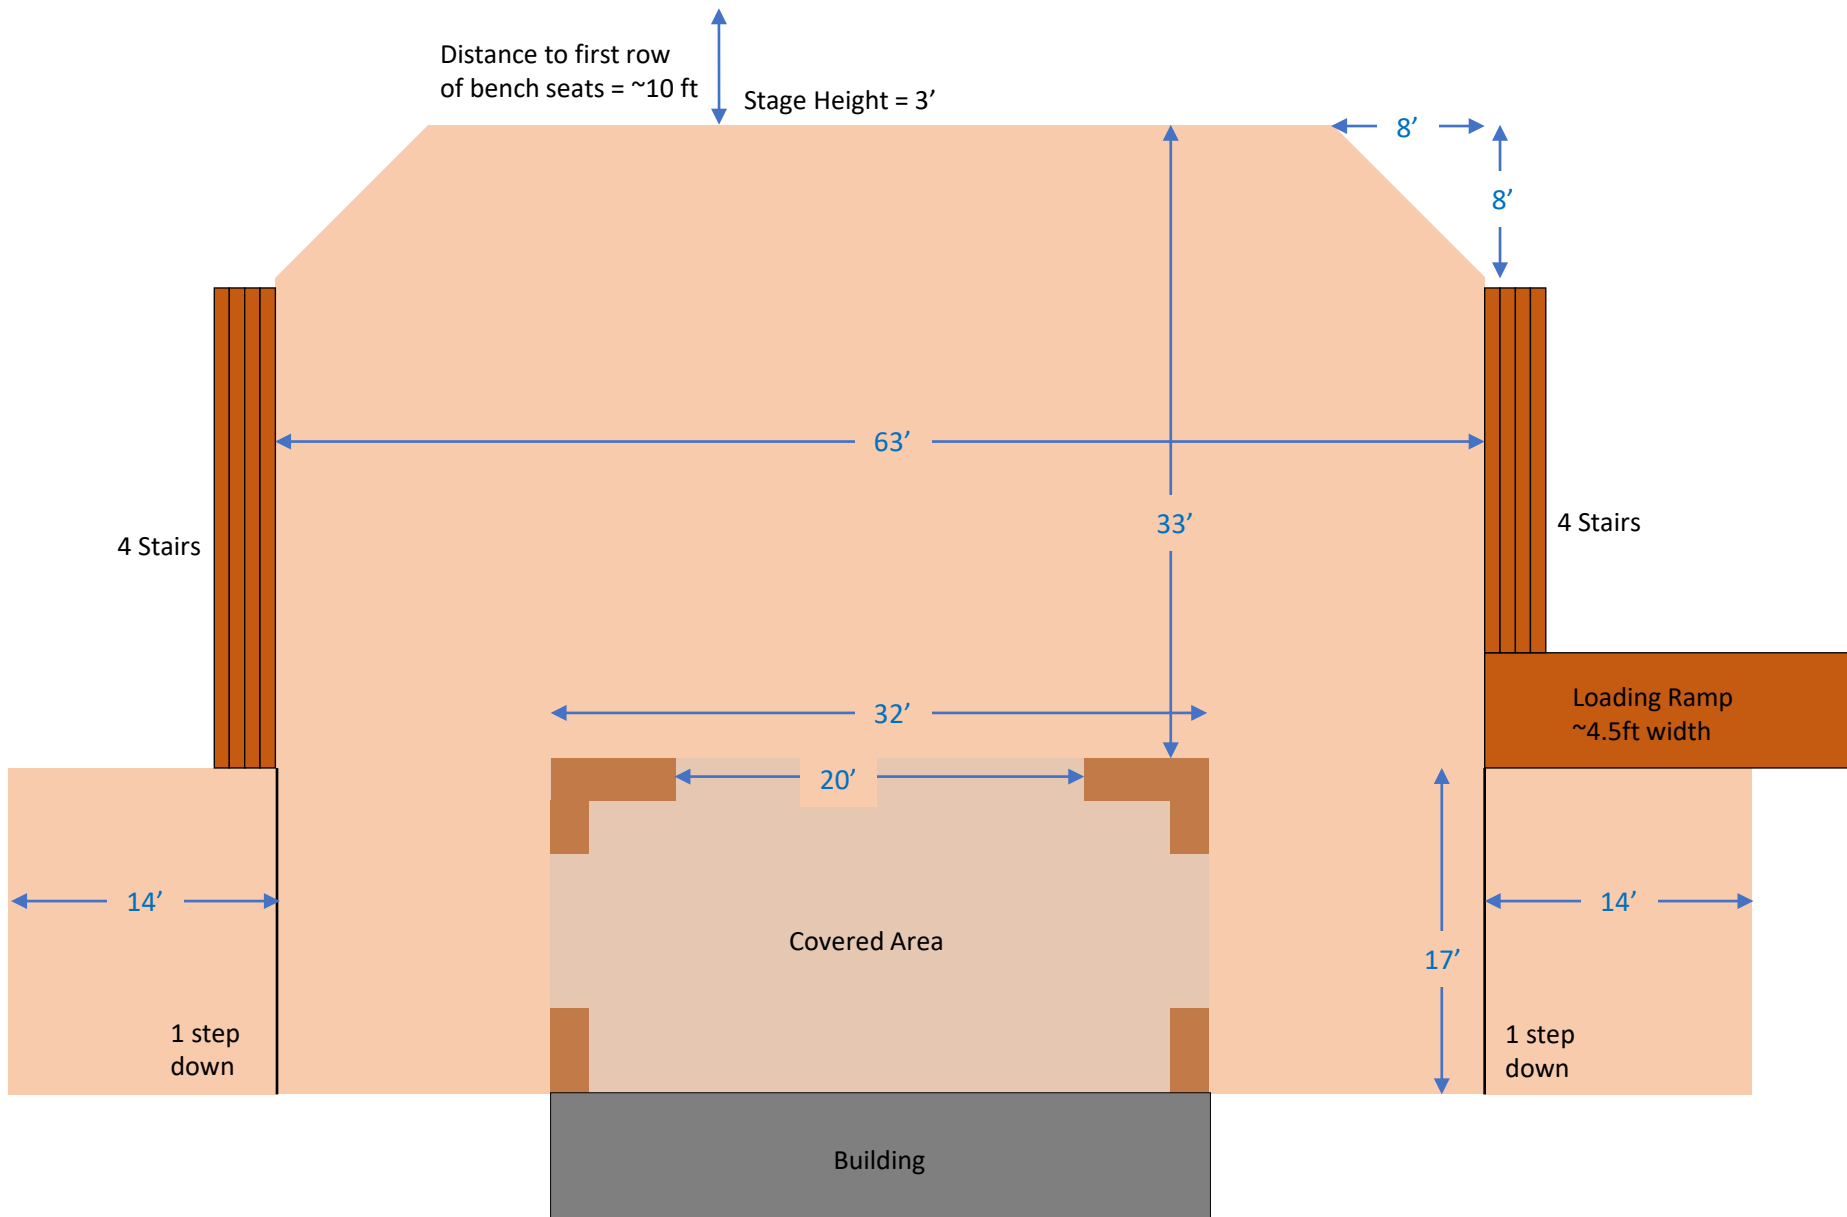 Distance to first row
of bench seats = ~10 ft
Stage Height = 3’
8’
8’
63’
33’
4 Stairs
4 Stairs
32’
Loading Ramp
~4.5ft width
20’
14’
14’
Covered Area
17’
1 step
down
1 step
down
Building